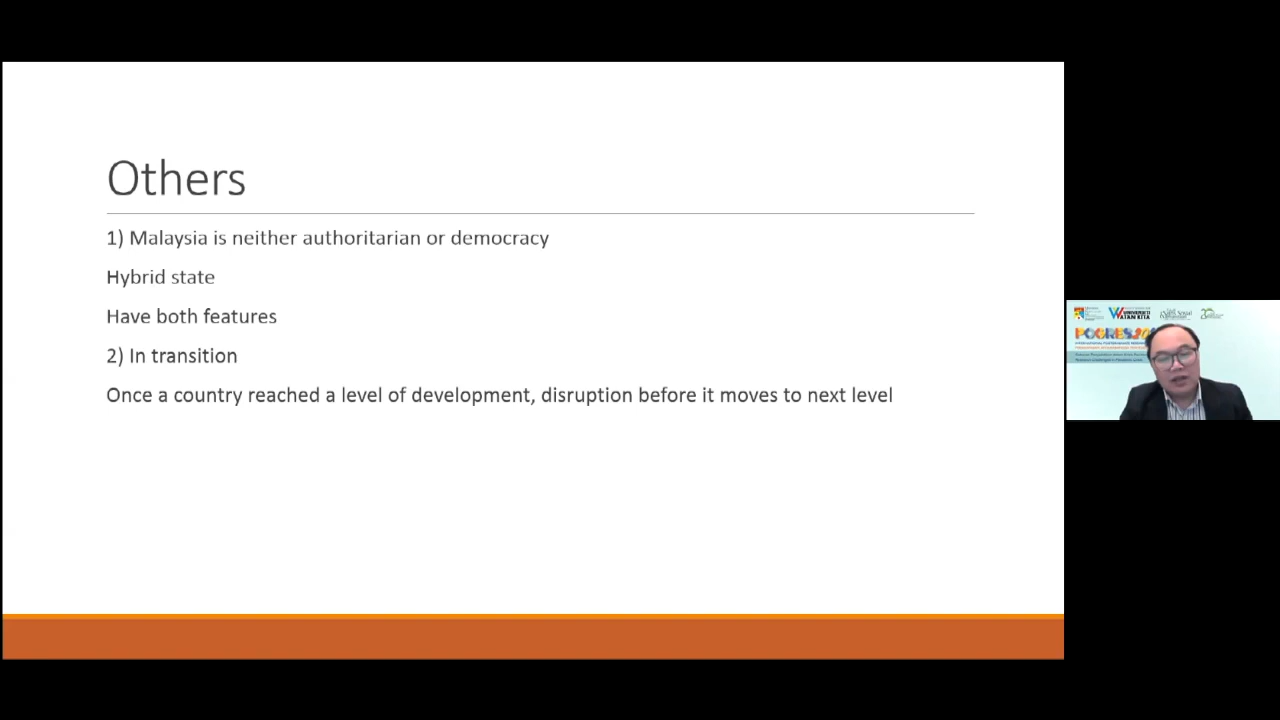 Others
1) Malaysia is neither authoritarian or democracy
Hybrid state
Have both features
2) In transition
Once a country reached a level of development, disruption before it moves to next level